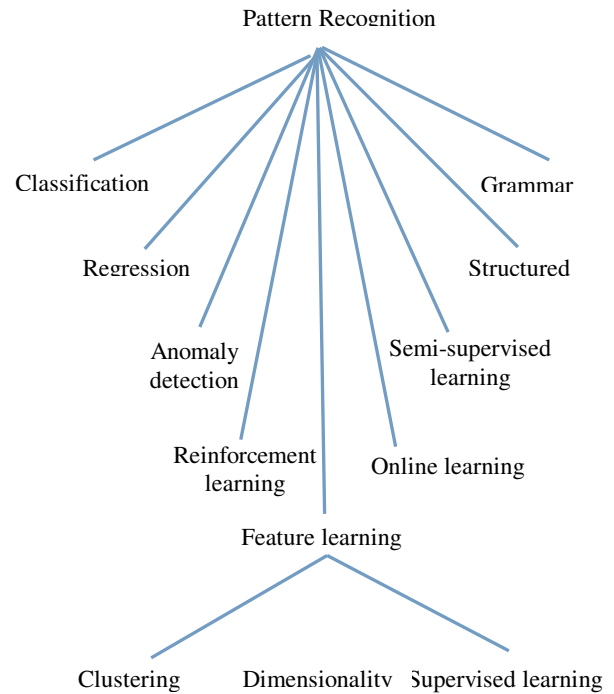 Pattern Recognition
Classification
Grammar
Regression
Structured
Anomaly
detection
Semi-supervised
learning
Reinforcement
learning
Online learning
Feature learning
Clustering
Dimensionality
Supervised learning